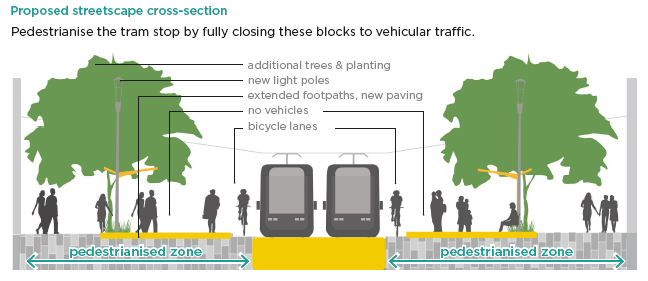 Proposed streetscape cross-section
Pedestrianise the tram stop by fully closing these blocks to vehicular traffic.
additional trees & planting
new light poles
extended footpaths, new paving
no vehicles
bicycle lanes
pedestrianised zone
pedestrianised zone